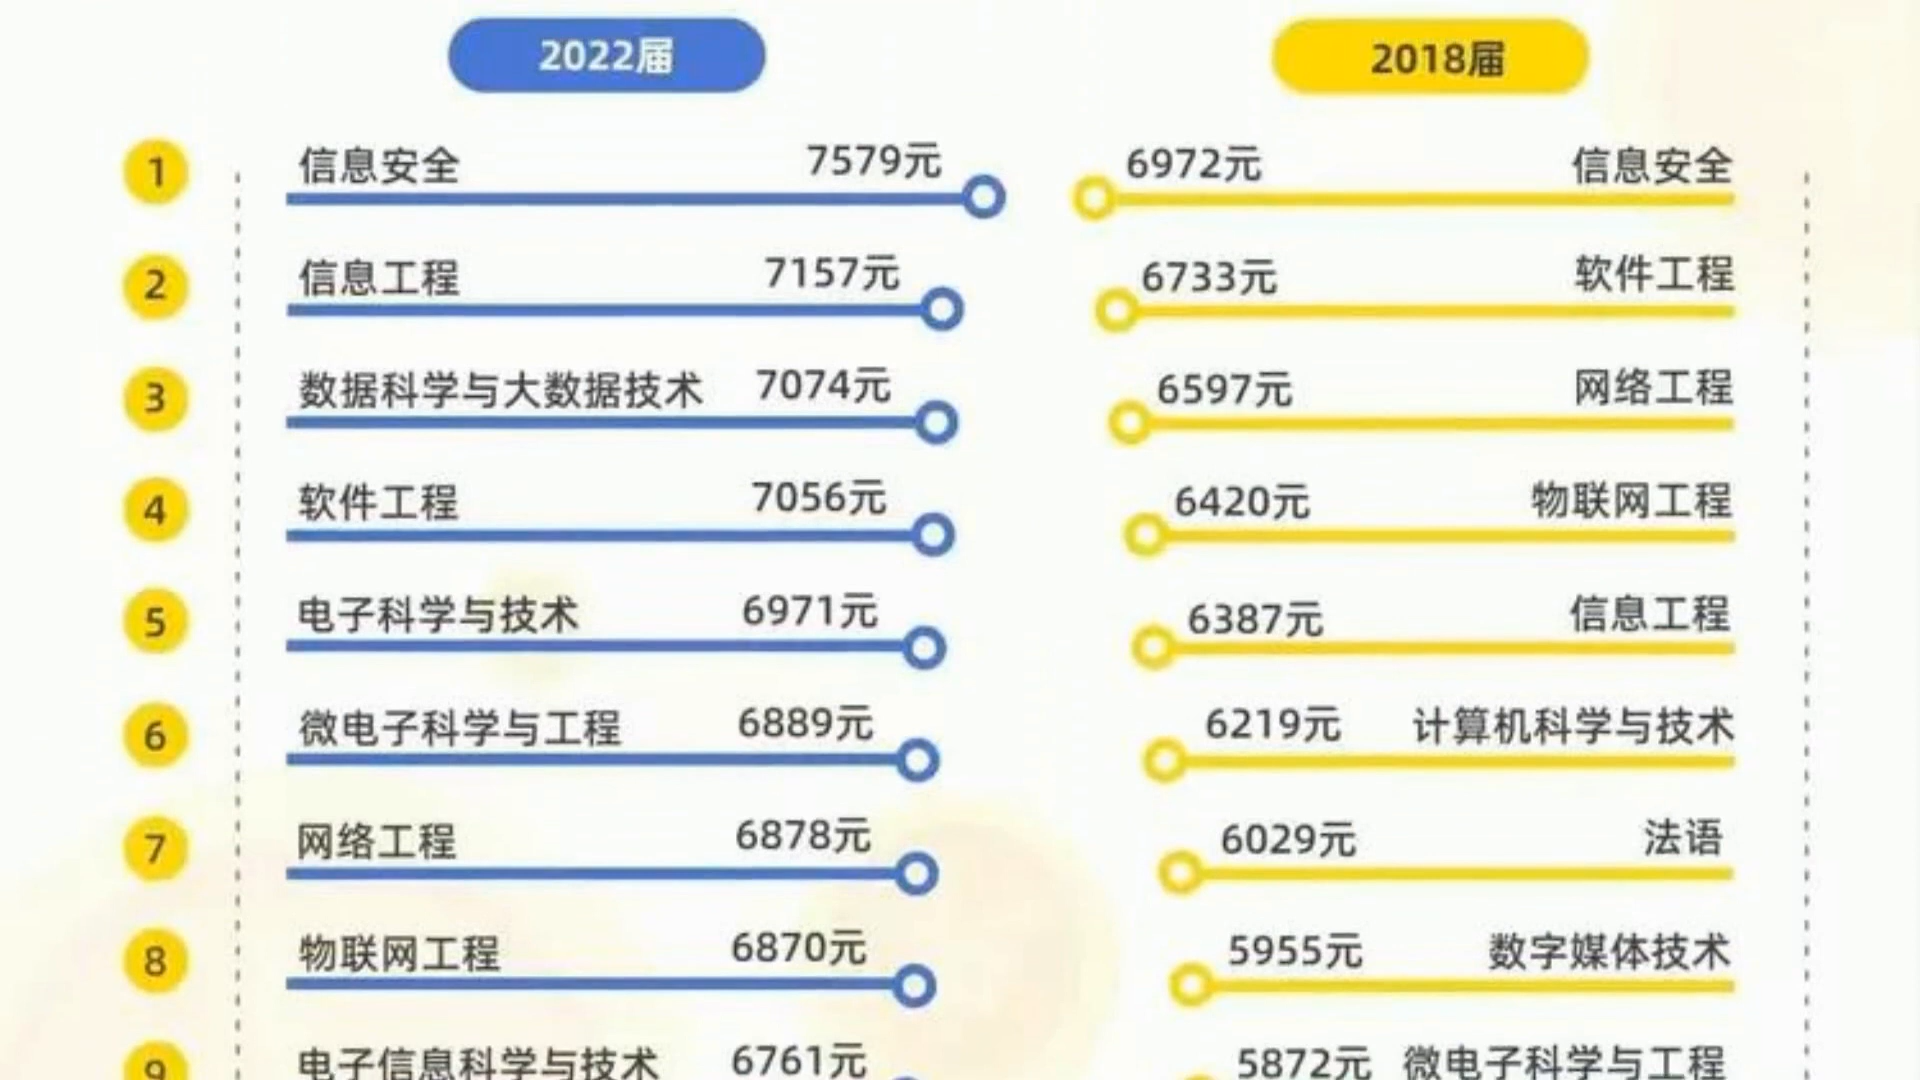 2022届 2018届
1 信息安全 7579元 6972元 信息安全
2 信息工程 7157元 6733元 软件工程
3 数据科学与大数据技术 7074元 6597元 网络工程
4 软件工程 7056元 6420元 物联网工程
5 电子科学与技术 6971元 6387元 信息工程
6 微电子科学与工程 6889元 6219元 计算机科学与技术
7 网络工程 6878元 6029元 法语
8 物联网工程 6870元 5955元 数字媒体技术
9 电子信息科学与技术 6761元 5872元 微电子科学与工程